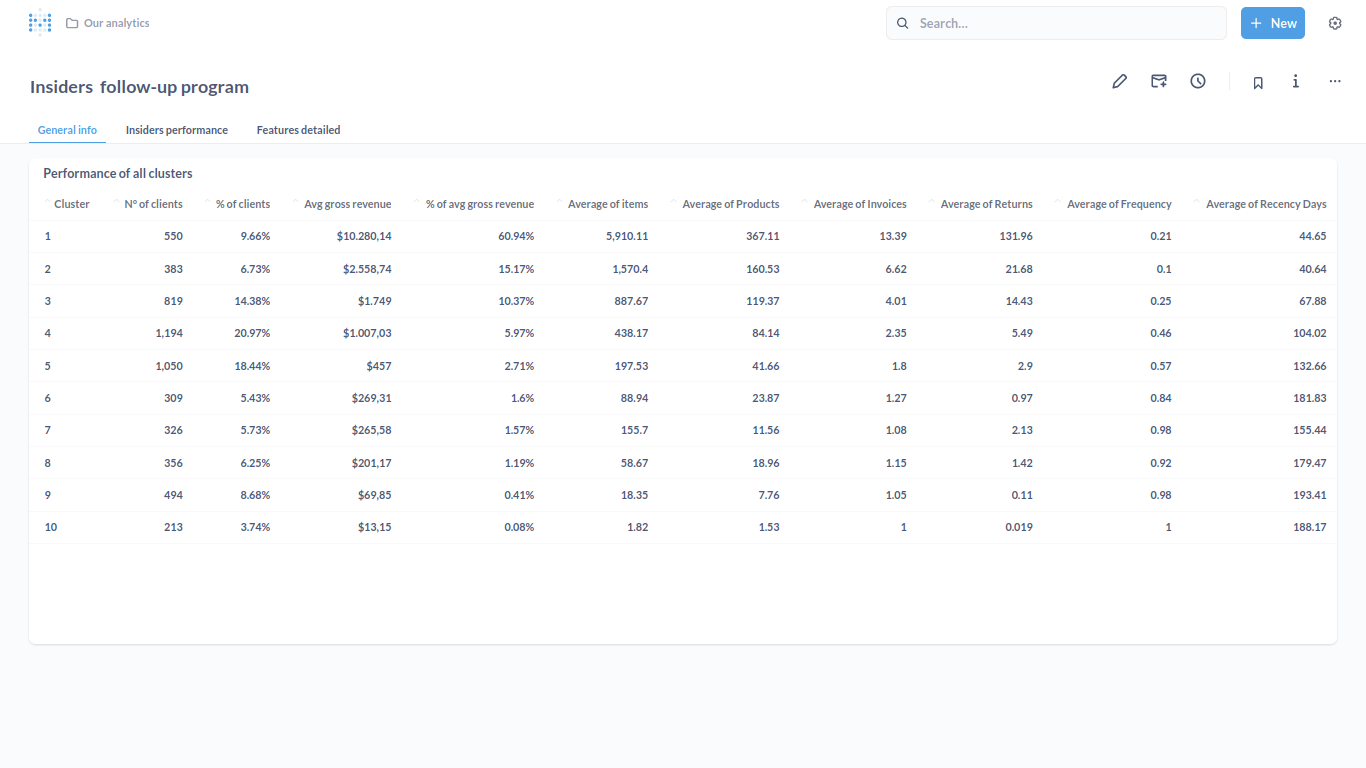 Our analytics
Search...
+ New
Insiders follow-up program
General info Insiders performance Features detailed
Performance of all clusters
Cluster N° of clients % of clients Avg gross revenue % of avg gross revenue Average of items Average of Products Average of Invoices Average of Returns Average of Frequency Average of Recency Days
1 550 9.66% $10.280,14 60.94% 5,910.11 367.11 13.39 131.96 0.21 44.65
2 383 6.73% $2.558,74 15.17% 1,570.4 160.53 6.62 21.68 0.1 40.64
3 819 14.38% $1.749 10.37% 887.67 119.37 4.01 14.43 0.25 67.88
4 1,194 20.97% $1.007,03 5.97% 438.17 84.14 2.35 5.49 0.46 104.02
5 1,050 18.44% $457 2.71% 197.53 41.66 1.8 2.9 0.57 132.66
6 309 5.43% $269,31 1.6% 88.94 23.87 1.27 0.97 0.84 181.83
7 326 5.73% $265,58 1.57% 155.7 11.56 1.08 2.13 0.98 155.44
8 356 6.25% $201,17 1.19% 58.67 18.96 1.15 1.42 0.92 179.47
9 494 8.68% $69,85 0.41% 18.35 7.76 1.05 0.11 0.98 193.41
10 213 3.74% $13,15 0.08% 1.82 1.53 1 0.019 1 188.17